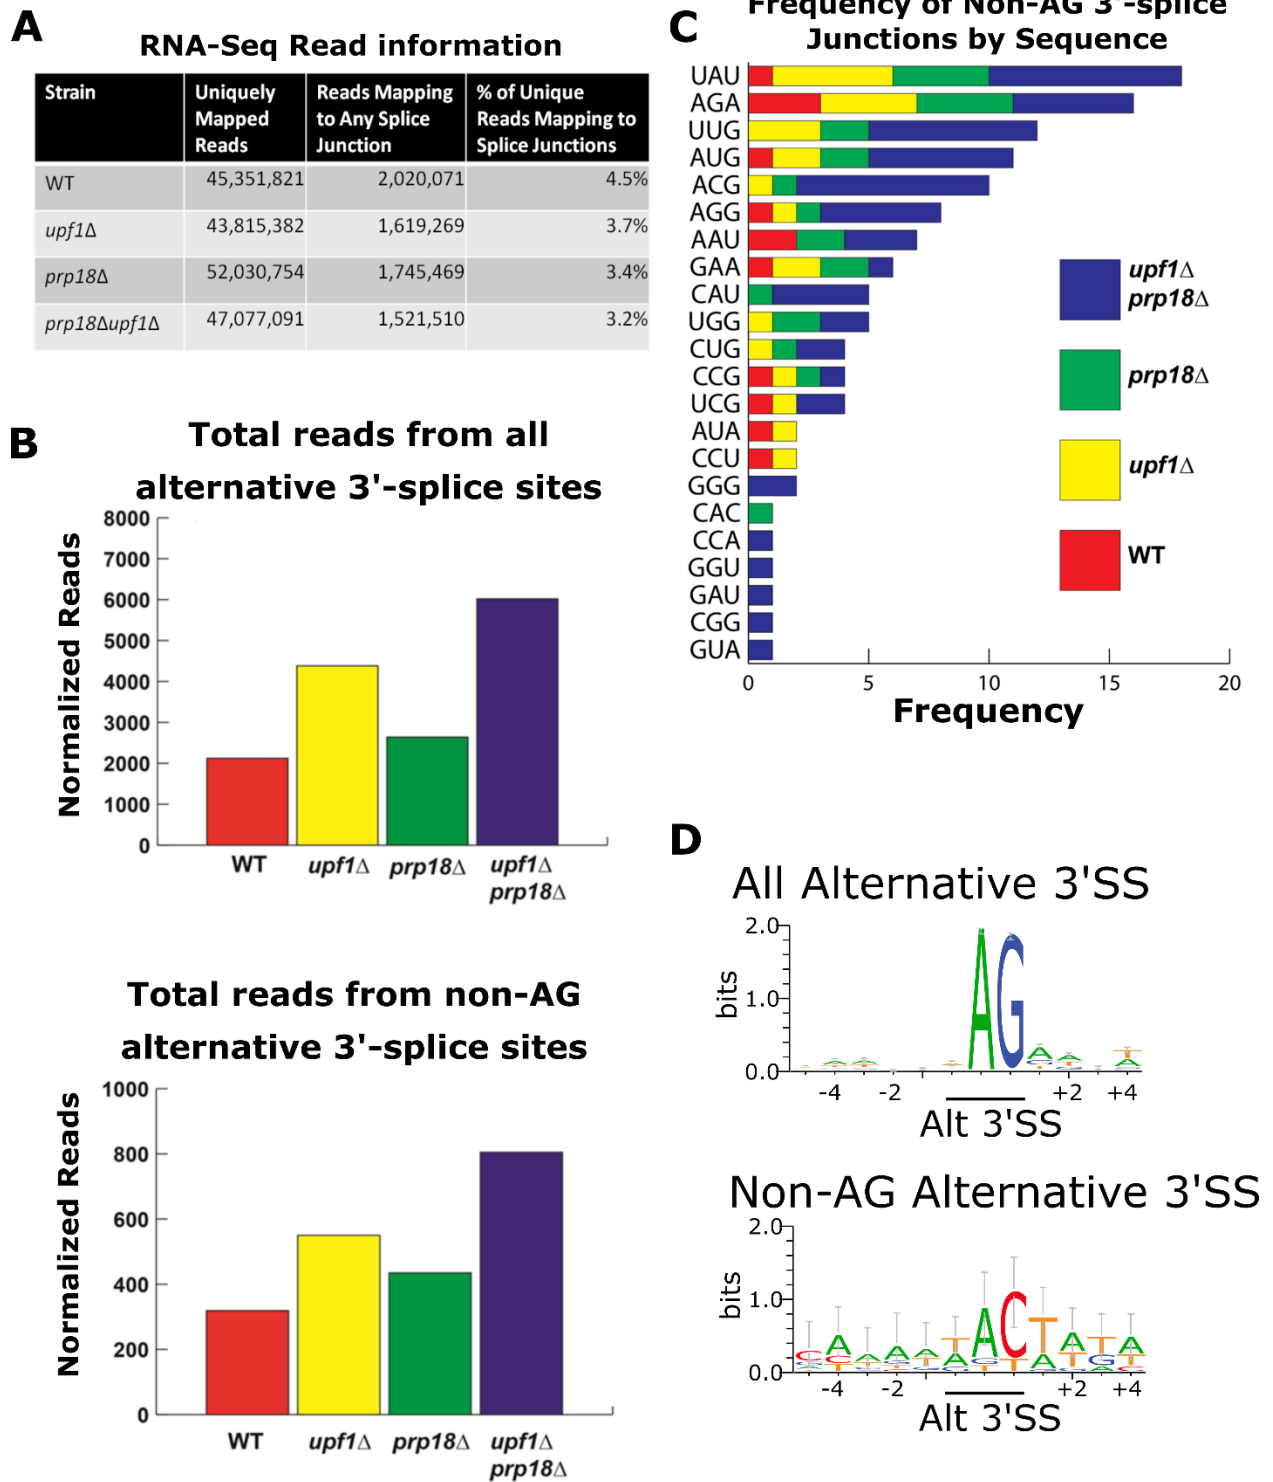 A
RNA-Seq Read information
Strain
Uniquely Mapped Reads
Reads Mapping to Any Splice Junction
% of Unique Reads Mapping to Splice Junctions
WT 45,351,821 2,020,071 4.5%
upf1Δ 43,815,382 1,619,269 3.7%
prp18Δ 52,030,754 1,745,469 3.4%
prp18Δupf1Δ 47,077,091 1,521,510 3.2%
B
Total reads from all
alternative 3'-splice sites
Normalized Reads
8000
7000
6000
5000
4000
3000
2000
1000
0
WT
upf1Δ
prp18Δ
upf1Δ
prp18Δ
Total reads from non-AG
alternative 3'-splice sites
Normalized Reads
1000
800
600
400
200
0
WT
upf1Δ
prp18Δ
upf1Δ
prp18Δ
C
Frequency of Non-AG 3'-splice
Junctions by Sequence
UAU
AGA
UUG
AUG
ACG
AGG
AAU
GAA
CAU
UGG
CUG
CCG
UCG
AUA
CCU
GGG
CAC
CCA
GGU
GAU
CGG
GUA
0 5 10 15 20
Frequency
upf1Δ
prp18Δ
prp18Δ
upf1Δ
WT
D
All Alternative 3'SS
bits
2.0
1.0
0.0
AG
-4 -2 +2 +4
Alt 3'SS
Non-AG Alternative 3'SS
bits
2.0
1.0
0.0
TACTATA
-4 -2 +2 +4
Alt 3'SS